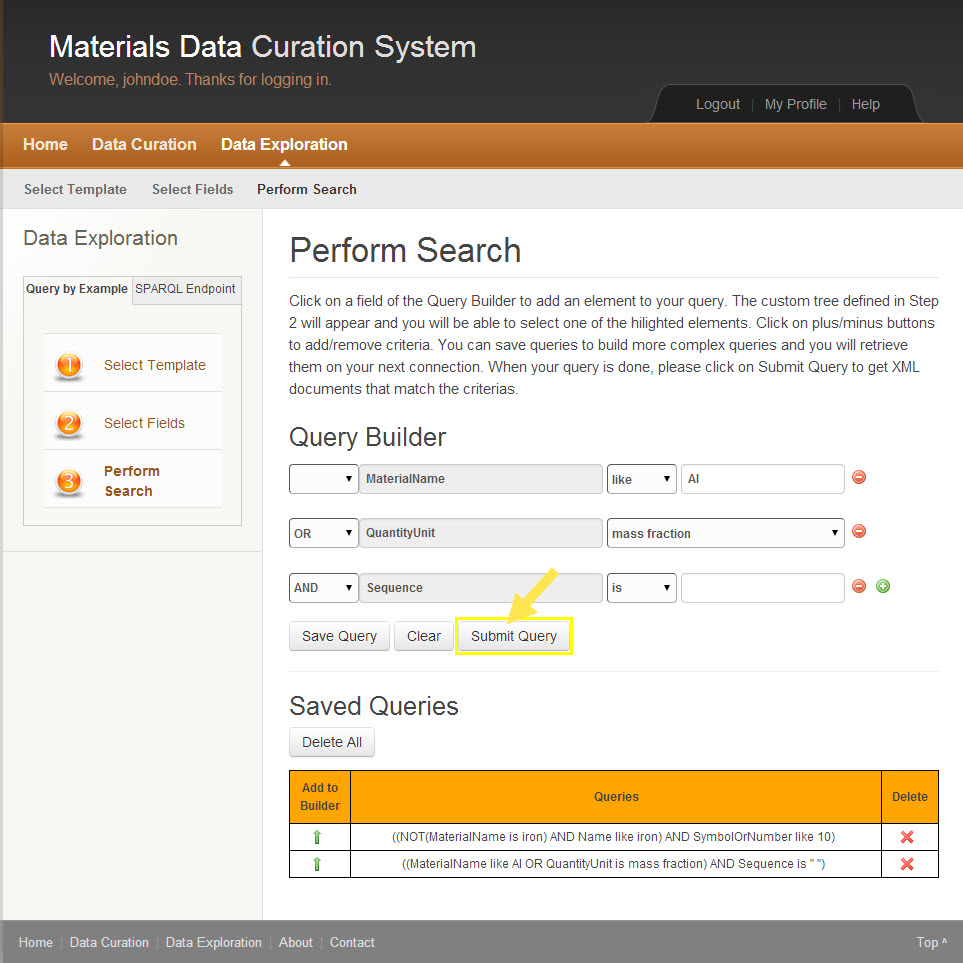 Materials Data Curation System
Welcome, johndoe. Thanks for logging in.
Logout | My Profile | Help
Home Data Curation Data Exploration
Select Template Select Fields Perform Search
Data Exploration
Query by Example SPARQL Endpoint
1 Select Template
2 Select Fields
3 Perform
Search
Perform Search
Click on a field of the Query Builder to add an element to your query. The custom tree defined in Step
2 will appear and you will be able to select one of the hilighted elements. Click on plus/minus buttons
to add/remove criteria. You can save queries to build more complex queries and you will retrieve
them on your next connection. When your query is done, please click on Submit Query to get XML
documents that match the criterias.
Query Builder
MaterialName like Al
OR QuantityUnit mass fraction
AND Sequence is
Save Query Clear Submit Query
Saved Queries
Delete All
Add to
Builder Queries Delete
((NOT(MaterialName is iron) AND Name like iron) AND SymbolOrNumber like 10)
((MaterialName like Al OR QuantityUnit is mass fraction) AND Sequence is " ")
Home | Data Curation | Data Exploration | About | Contact Top ^